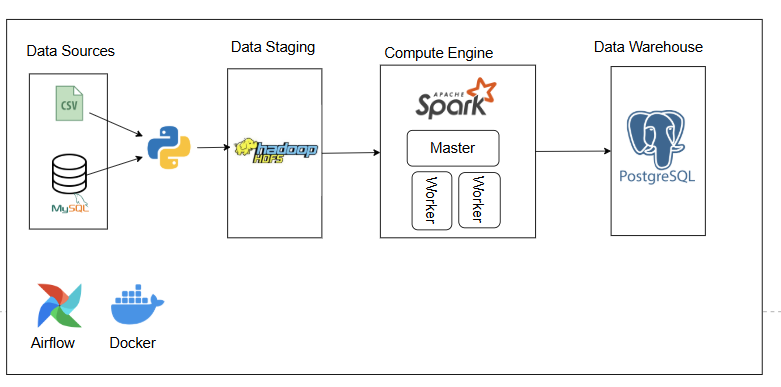 Data Sources
Data Staging
Compute Engine
Data Warehouse
CSV
MySQL
hadoop
HDFS
APACHE
Spark
Master
Worker
Worker
PostgreSQL
Airflow
Docker